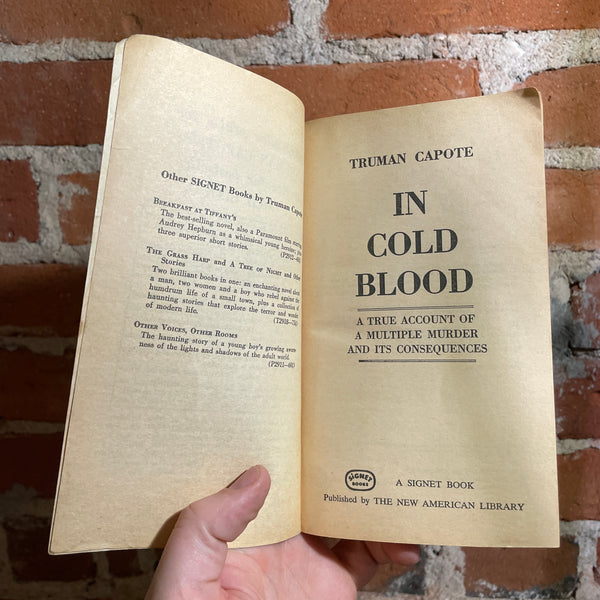 Other SIGNET Books by Truman Capote
BREAKFAST AT TIFFANY'S
The best-selling novel, also a Paramount film starring
Audrey Hepburn as a whimsical young heroine, plus
three superior short stories.
THE GRASS HARP AND A TREE OF NIGHT AND Other
Stories
Two brilliant books in one: an enchanting novel about
a man, two women and a boy who rebel against the
humdrum life of a small town, plus a collection of
haunting stories that explore the terror and wonder
of modern life.
OTHER VOICES, OTHER ROOMS
The haunting story of a young boy's growing aware-
ness of the lights and shadows of the adult world.
TRUMAN CAPOTE
IN
COLD
BLOOD
A TRUE ACCOUNT OF
A MULTIPLE MURDER
AND ITS CONSEQUENCES
SIGNET
BOOKS
A SIGNET BOOK
Published by THE NEW AMERICAN LIBRARY